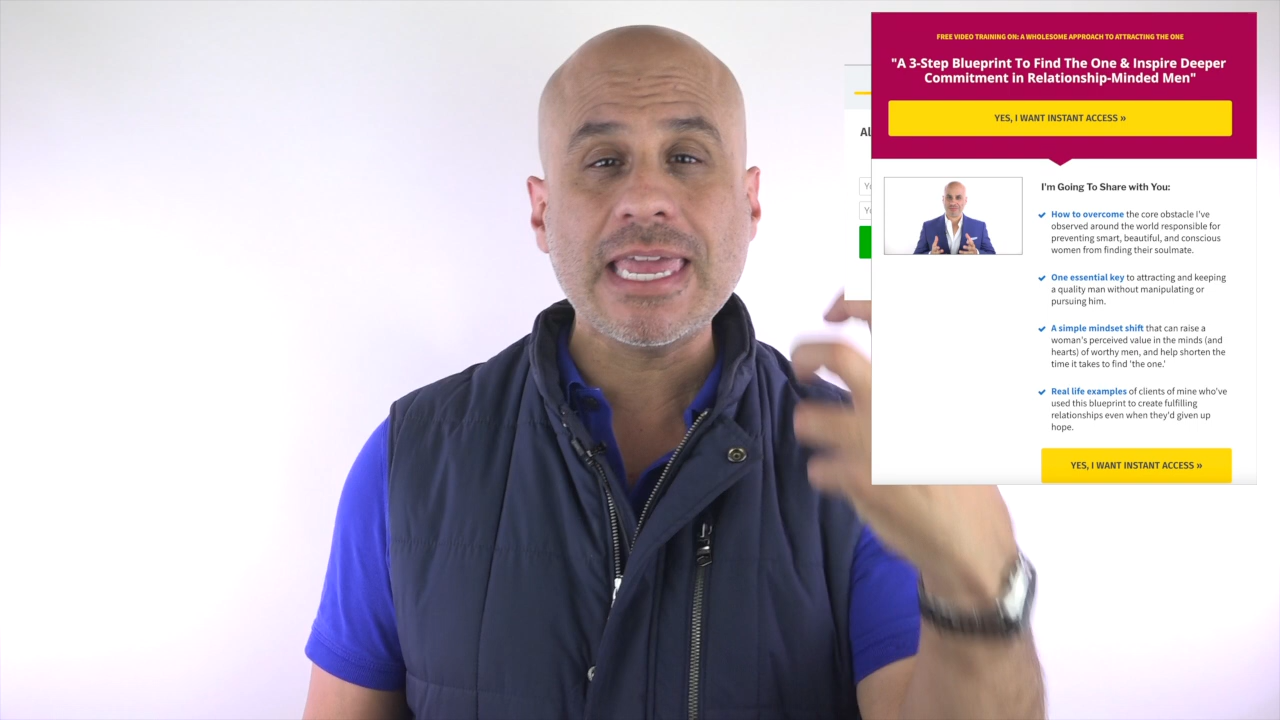 FREE VIDEO TRAINING ON: A WHOLESOME APPROACH TO ATTRACTING THE ONE
"A 3-Step Blueprint To Find The One & Inspire Deeper
Commitment in Relationship-Minded Men"
YES, I WANT INSTANT ACCESS »
I'm Going To Share with You:
How to overcome the core obstacle I've
observed around the world responsible for
preventing smart, beautiful, and conscious
women from finding their soulmate.
One essential key to attracting and keeping
a quality man without manipulating or
pursuing him.
A simple mindset shift that can raise a
woman's perceived value in the minds (and
hearts) of worthy men, and help shorten the
time it takes to find 'the one.'
Real life examples of clients of mine who've
used this blueprint to create fulfilling
relationships even when they'd given up
hope.
YES, I WANT INSTANT ACCESS »